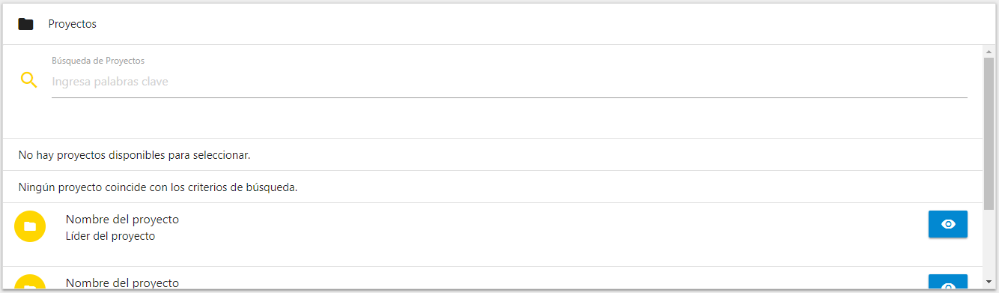 Proyectos
Búsqueda de Proyectos
Ingresa palabras clave
No hay proyectos disponibles para seleccionar.
Ningún proyecto coincide con los criterios de búsqueda.
Nombre del proyecto
Líder del proyecto
Nombre del proyecto